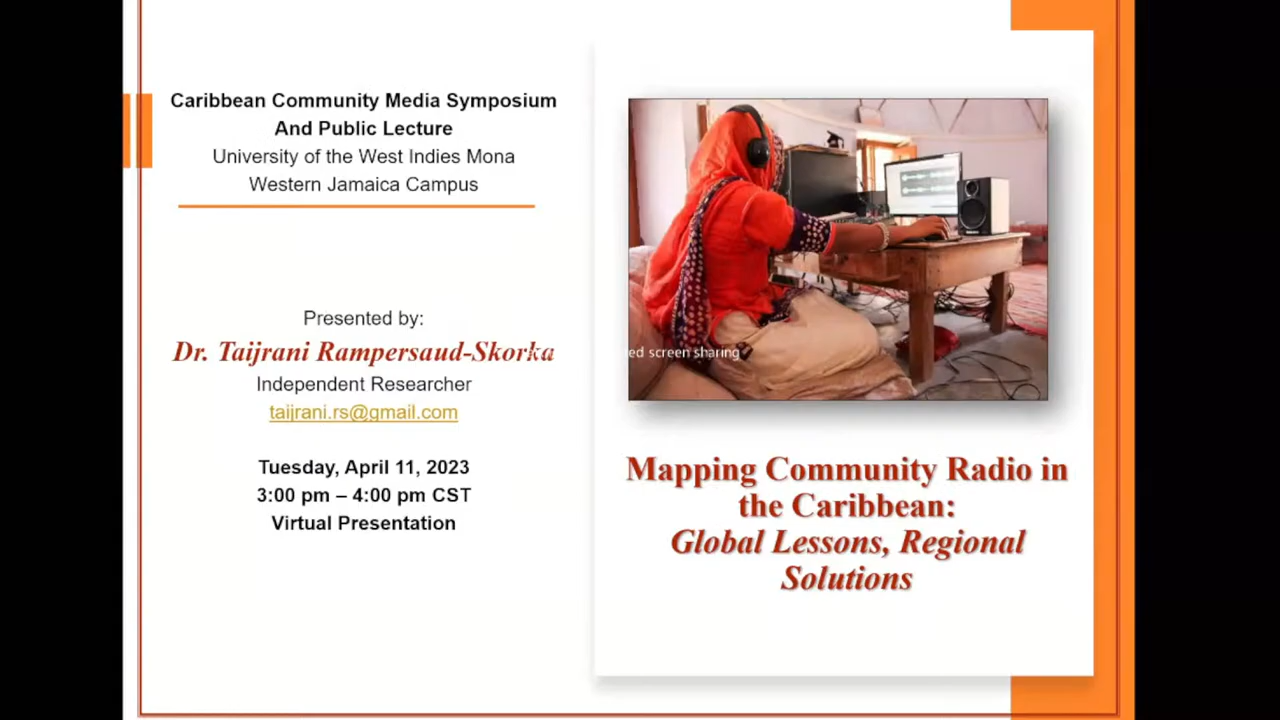 Caribbean Community Media Symposium
And Public Lecture
University of the West Indies Mona
Western Jamaica Campus
Presented by:
Dr. Taijrani Rampersaud-Skorka
Independent Researcher
taijrani.rs@gmail.com
Tuesday, April 11, 2023
3:00 pm – 4:00 pm CST
Virtual Presentation
ed screen sharing
Mapping Community Radio in
the Caribbean:
Global Lessons, Regional
Solutions